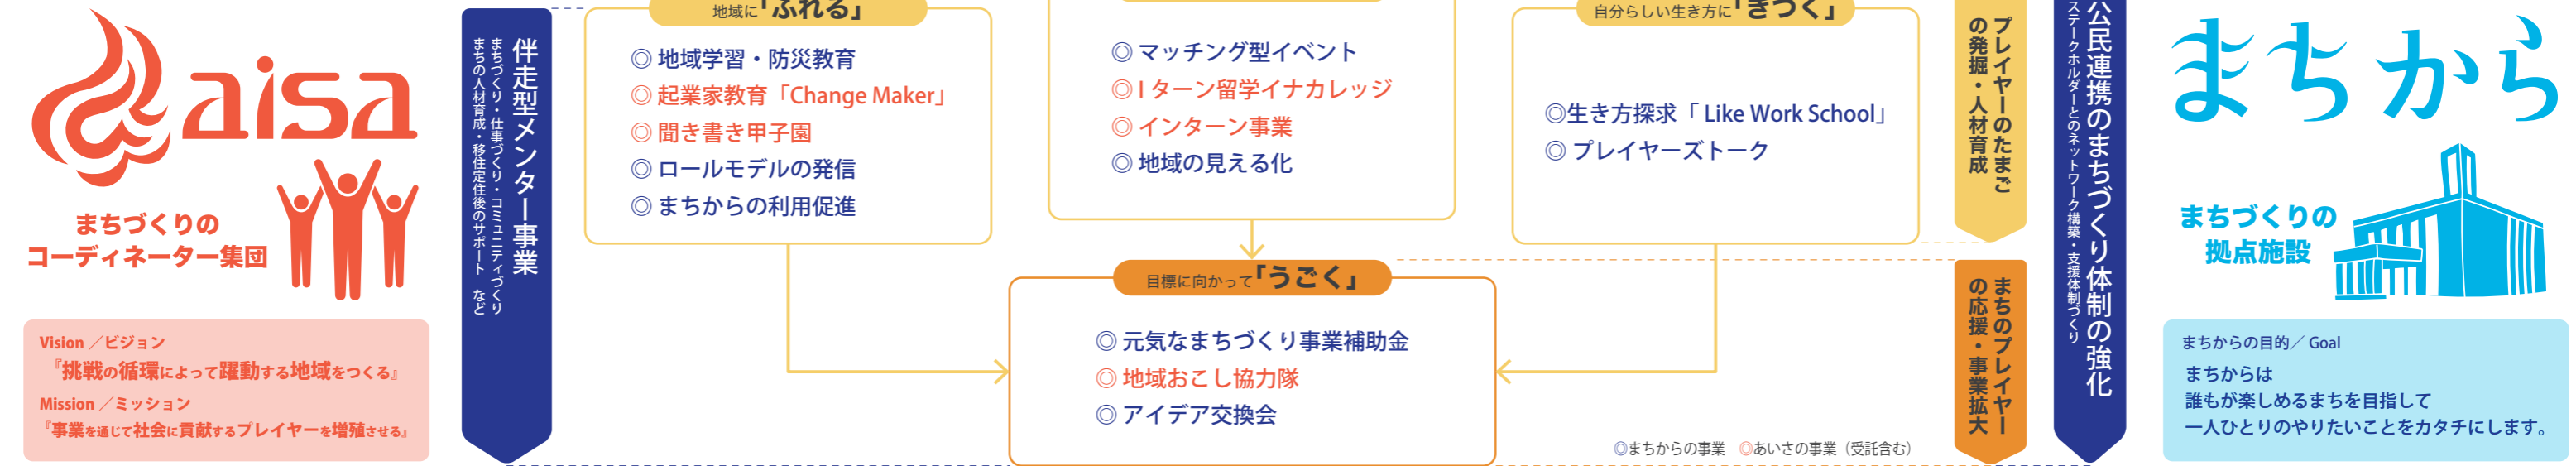 aisa
まちづくりの
コーディネーター集団
Vision ／ビジョン
『挑戦の循環によって躍動する地域をつくる』
Mission ／ミッション
『事業を通じて社会に貢献するプレイヤーを増殖させる』
伴走型メンター事業
まちづくり・仕事づくり・コミュニティづくり
まちの人材育成・移住定住後のサポート　など
地域に「ふれる」
◎ 地域学習・防災教育
◎ 起業家教育「Change Maker」
◎ 聞き書き甲子園
◎ ロールモデルの発信
◎ まちからの利用促進
◎ マッチング型イベント
◎I ターン留学イナカレッジ
◎ インターン事業
◎ 地域の見える化
自分らしい生き方に「きづく」
◎生き方探求「 Like Work School」
◎ プレイヤーズトーク
目標に向かって「うごく」
◎ 元気なまちづくり事業補助金
◎ 地域おこし協力隊
◎ アイデア交換会
◎まちからの事業　◎あいさの事業（受託含む）
プレイヤーのたまご
の発掘・人材育成
まちのプレイヤー
の応援・事業拡大
公民連携のまちづくり体制の強化
ステークホルダーとのネットワーク構築・支援体制づくり
まちから
まちづくりの
拠点施設
まちからの目的／ Goal
まちからは
誰もが楽しめるまちを目指して
一人ひとりのやりたいことをカタチにします。